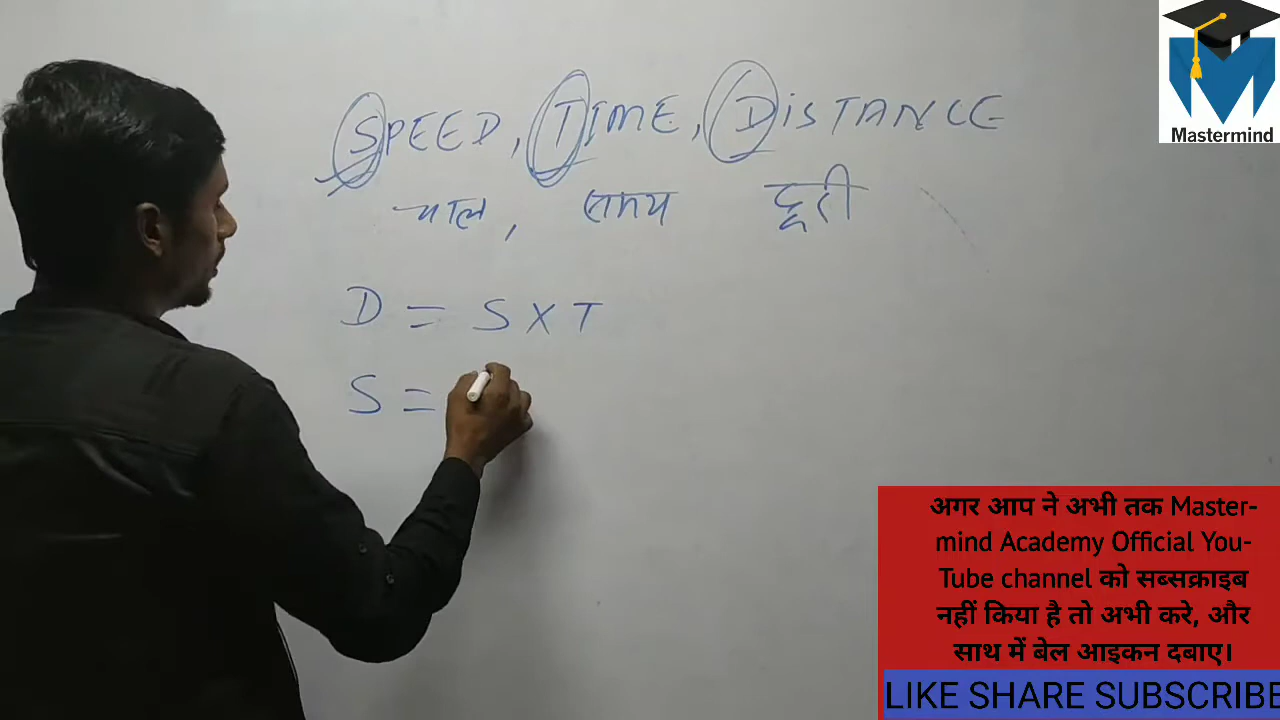 Mastermind
SPEED, TIME, DISTANCE
चाल, समय दूरी
D = S X T
S =
अगर आप ने अभी तक Master-
mind Academy Official You-
Tube channel को सब्सक्राइब
नहीं किया है तो अभी करे, और
साथ में बेल आइकन दबाए।
LIKE SHARE SUBSCRIBE